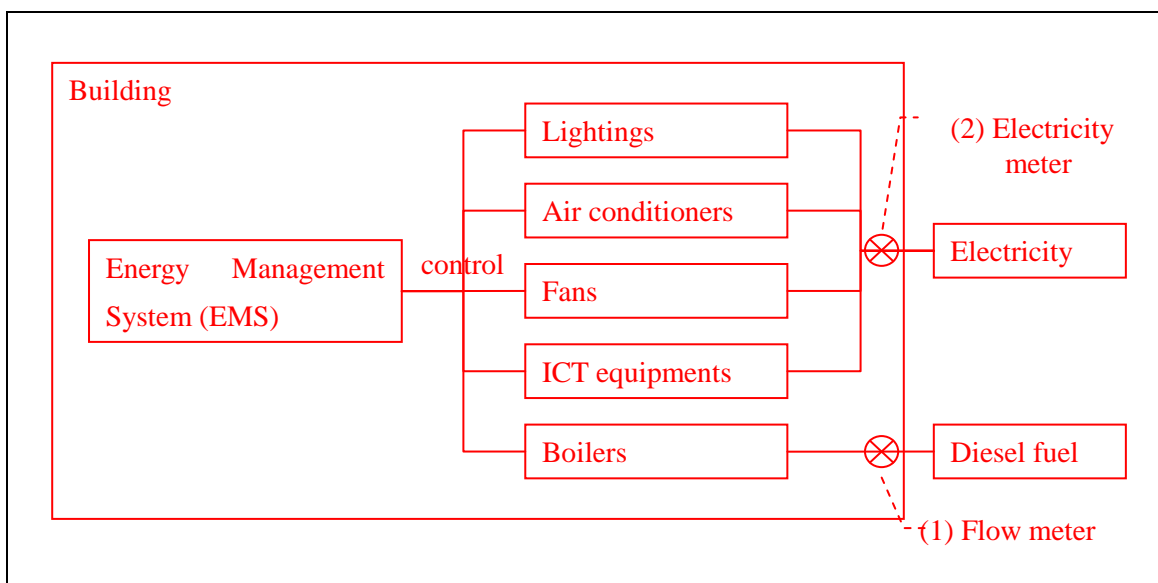 Building
Lightings
(2) Electricity
meter
Air conditioners
Electricity
Energy Management
System (EMS)
control
Fans
ICT equipments
Boilers
Diesel fuel
(1) Flow meter